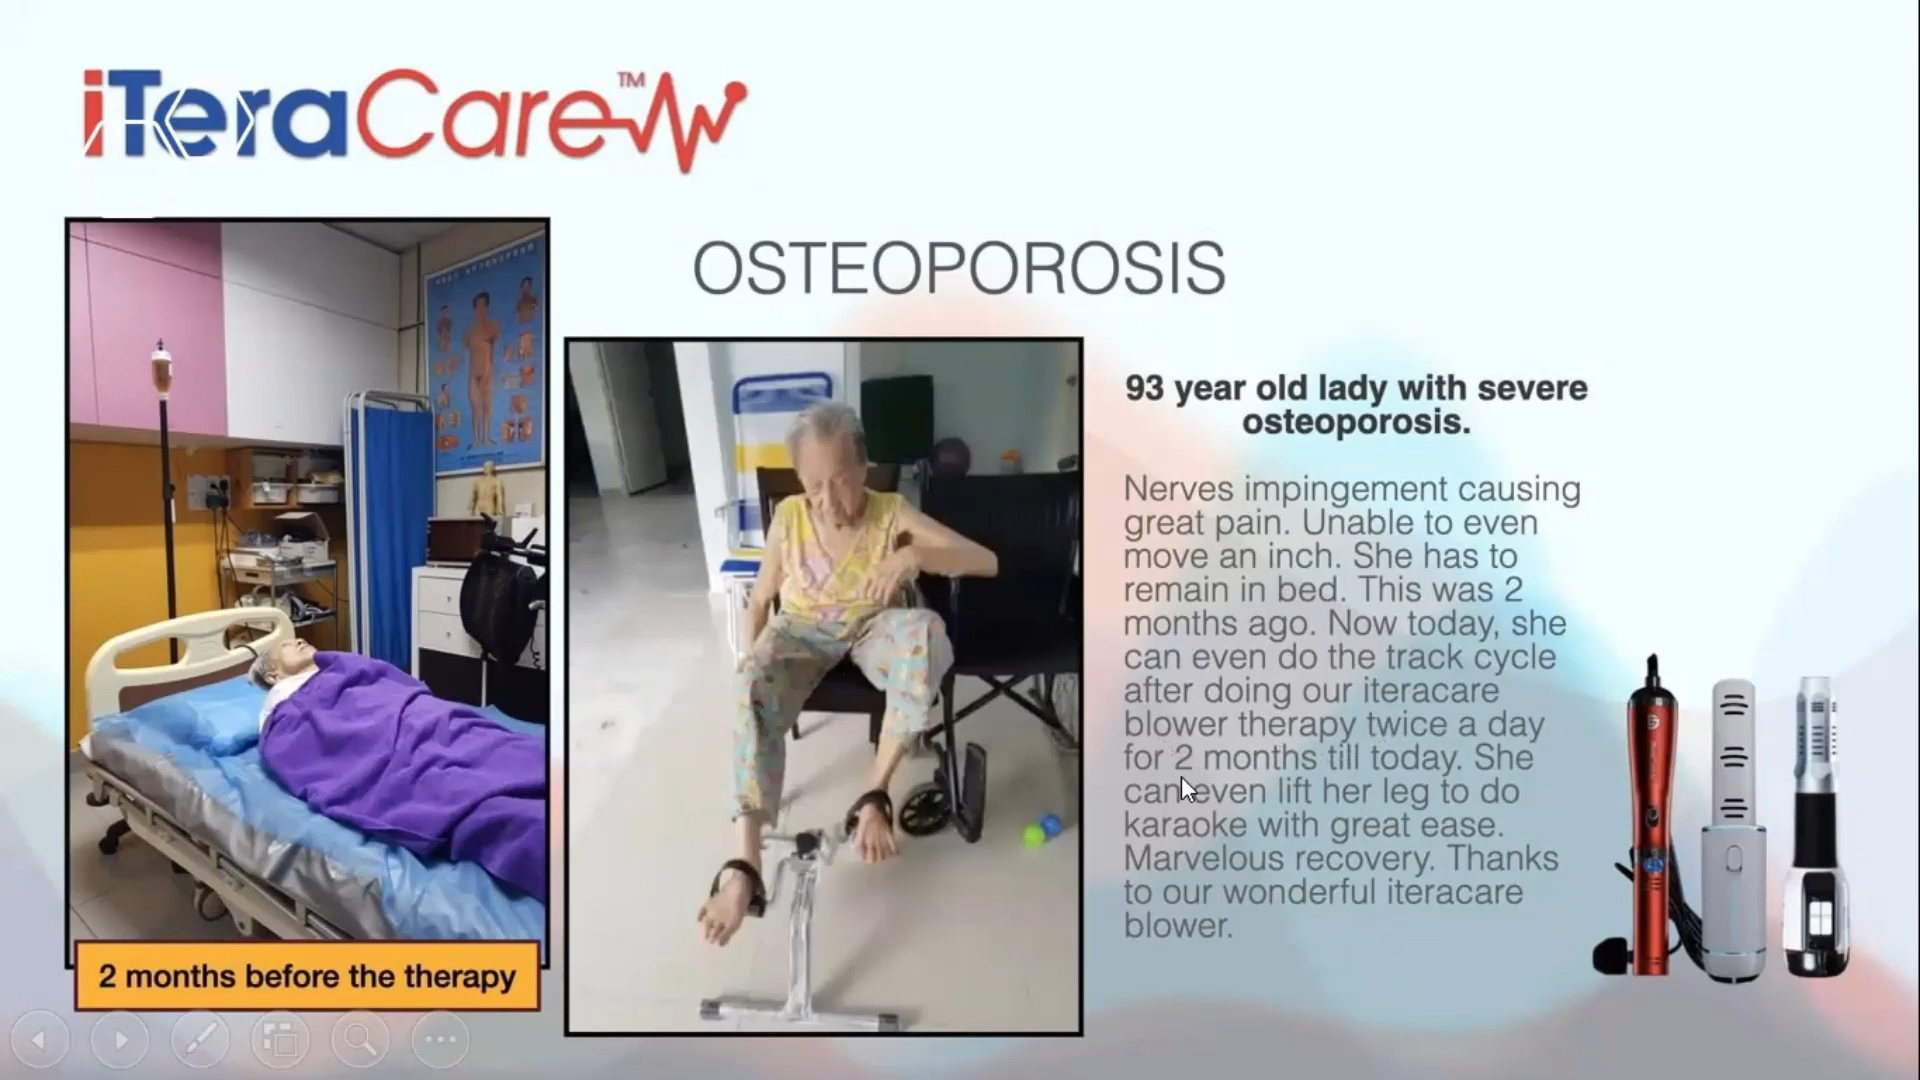 iTeraCare™
OSTEOPOROSIS
93 year old lady with severe
osteoporosis.
Nerves impingement causing
great pain. Unable to even
move an inch. She has to
remain in bed. This was 2
months ago. Now today, she
can even do the track cycle
after doing our iteracare
blower therapy twice a day
for 2 months till today. She
can even lift her leg to do
karaoke with great ease.
Marvelous recovery. Thanks
to our wonderful iteracare
blower.
2 months before the therapy